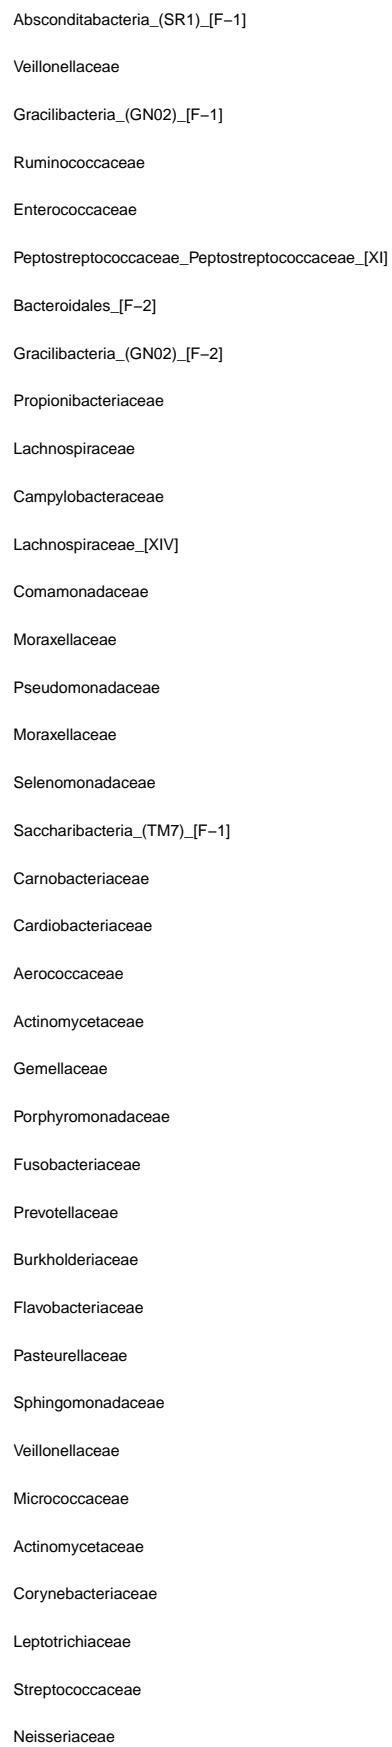 Absconditabacteria_(SR1)_[F−1]
Veillonellaceae
Gracilibacteria_(GN02)_[F−1]
Ruminococcaceae
Enterococcaceae
Peptostreptococcaceae_Peptostreptococcaceae_[XI]
Bacteroidales_[F−2]
Gracilibacteria_(GN02)_[F−2]
Propionibacteriaceae
Lachnospiraceae
Campylobacteraceae
Lachnospiraceae_[XIV]
Comamonadaceae
Moraxellaceae
Pseudomonadaceae
Moraxellaceae
Selenomonadaceae
Saccharibacteria_(TM7)_[F−1]
Carnobacteriaceae
Cardiobacteriaceae
Aerococcaceae
Actinomycetaceae
Gemellaceae
Porphyromonadaceae
Fusobacteriaceae
Prevotellaceae
Burkholderiaceae
Flavobacteriaceae
Pasteurellaceae
Sphingomonadaceae
Veillonellaceae
Micrococcaceae
Actinomycetaceae
Corynebacteriaceae
Leptotrichiaceae
Streptococcaceae
Neisseriaceae